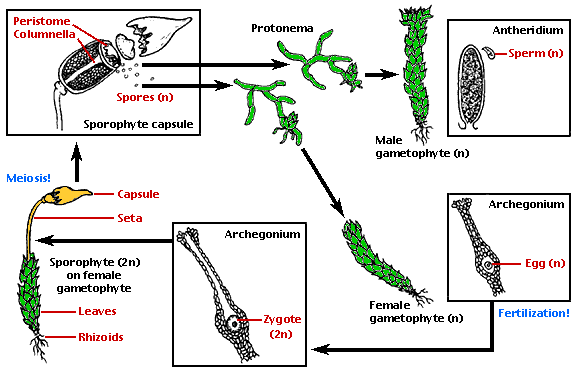 Peristome
Columnella
Spores (n)
Sporophyte capsule
Protonema
Male
gametophyte (n)
Antheridium
Sperm (n)
Meiosis!
Capsule
Seta
Sporophyte (2n)
on female
gametophyte
Leaves
Rhizoids
Archegonium
Zygote
(2n)
Female
gametophyte (n)
Archegonium
Egg (n)
Fertilization!